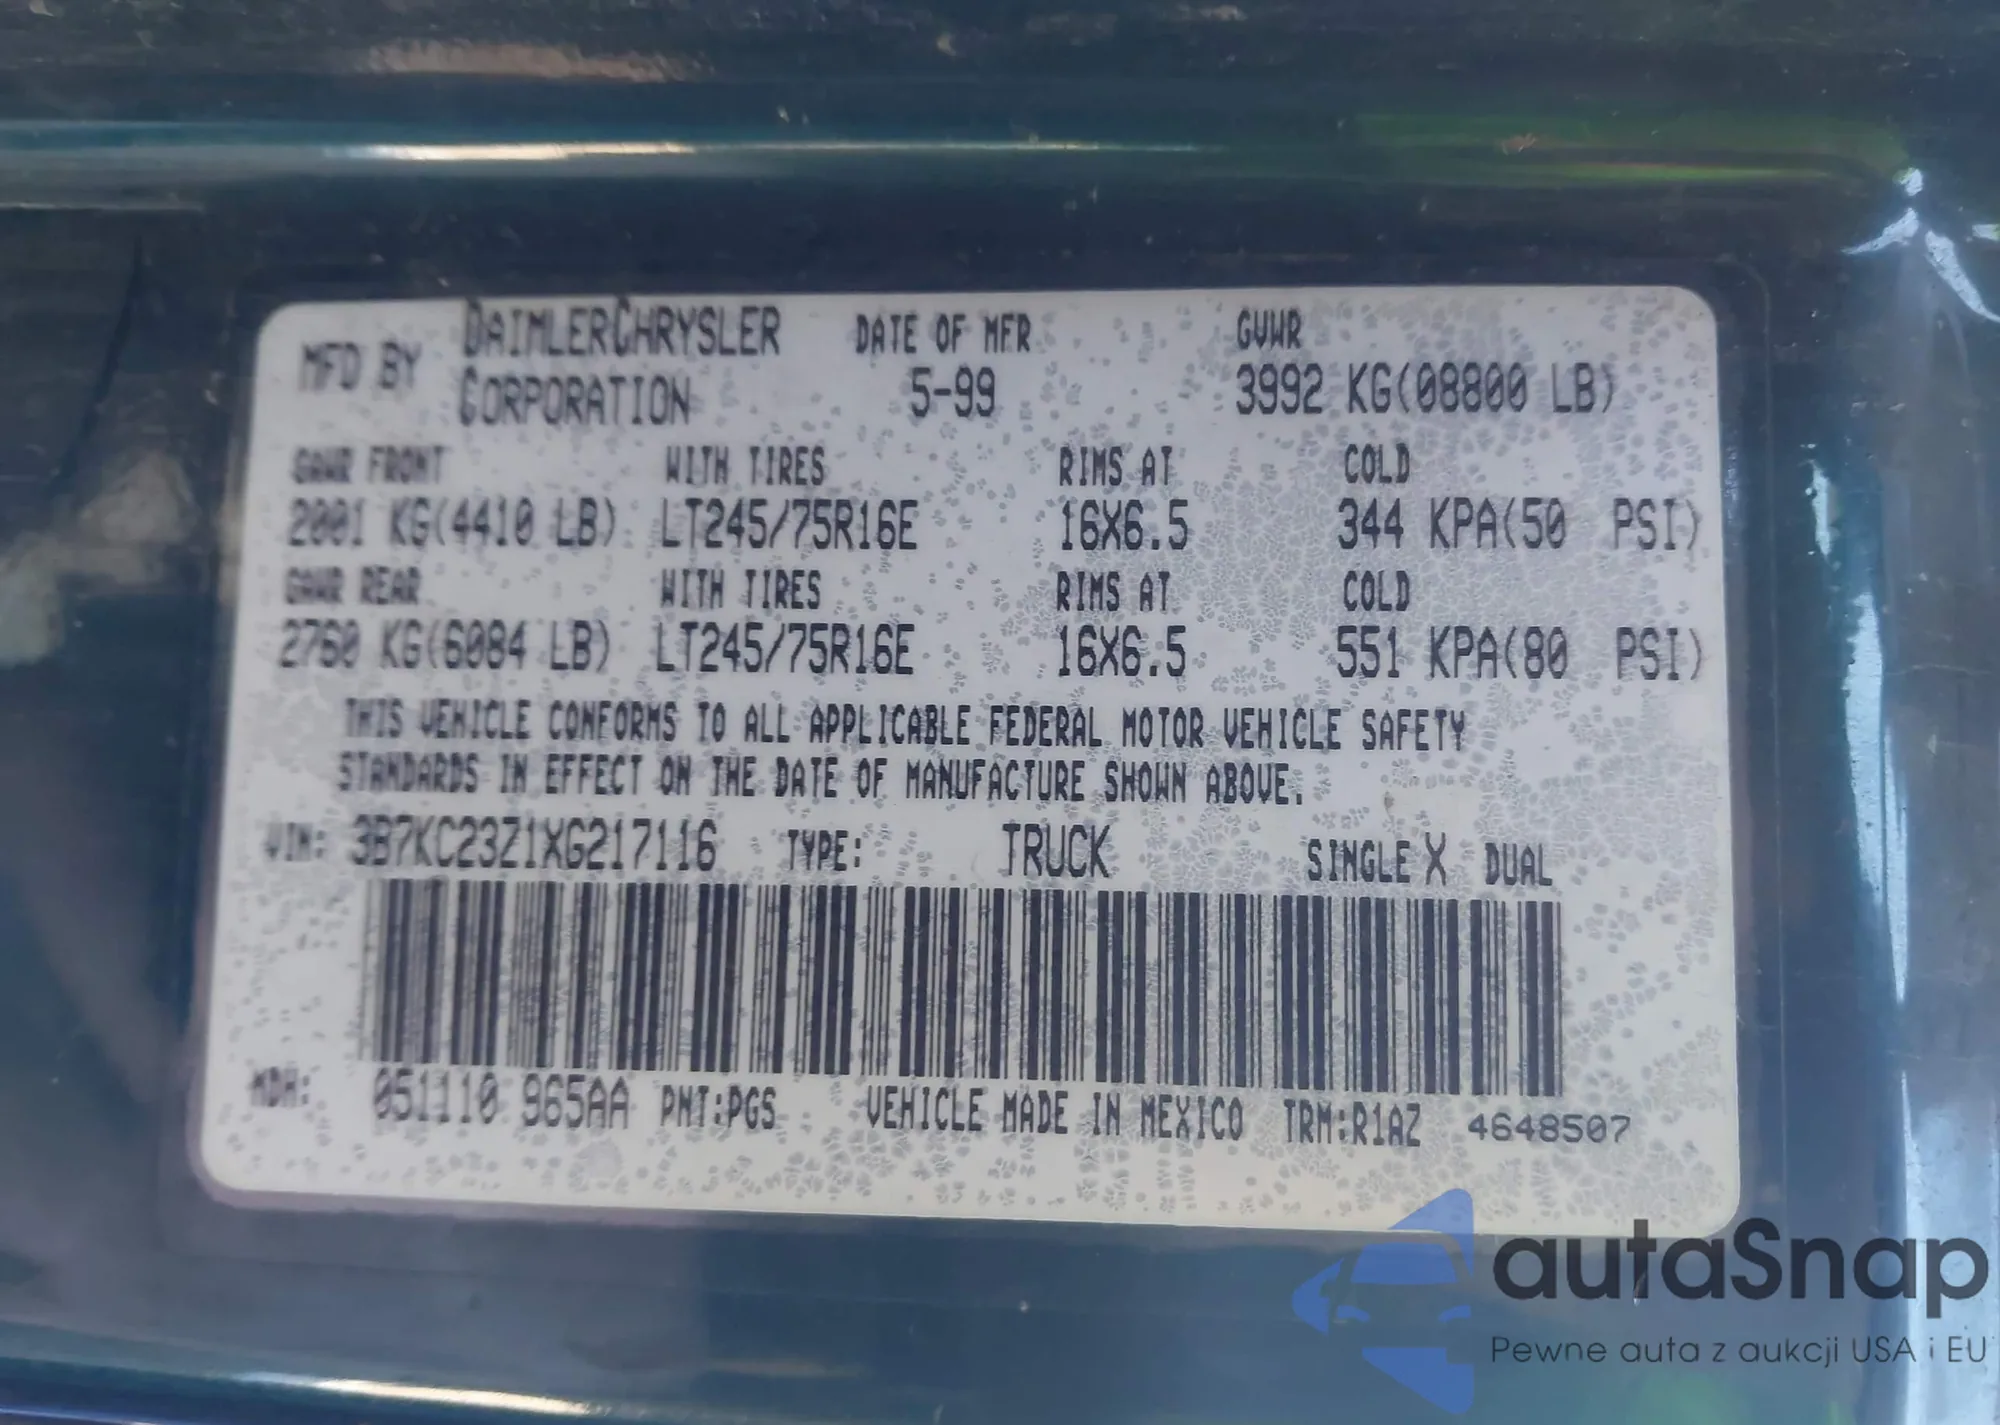 MFD BY DAIMLERCHRYSLER CORPORATION DATE OF MFR 5-99 GVWR 3992 KG(08800 LB)
GAWR FRONT WITH TIRES RIMS AT COLD
2001 KG(4410 LB) LT245/75R16E 16X6.5 344 KPA(50 PSI)
GAWR REAR WITH TIRES RIMS AT COLD
2760 KG(6084 LB) LT245/75R16E 16X6.5 551 KPA(80 PSI)
THIS VEHICLE CONFORMS TO ALL APPLICABLE FEDERAL MOTOR VEHICLE SAFETY
STANDARDS IN EFFECT ON THE DATE OF MANUFACTURE SHOWN ABOVE.
VIN: 3B7KC23Z1XG217116 TYPE: TRUCK SINGLE X DUAL
MDH: 051110 965AA PNT:PGS VEHICLE MADE IN MEXICO TRM:R1AZ 4648507
autaSnap
Pewne auta z aukcji USA i EU